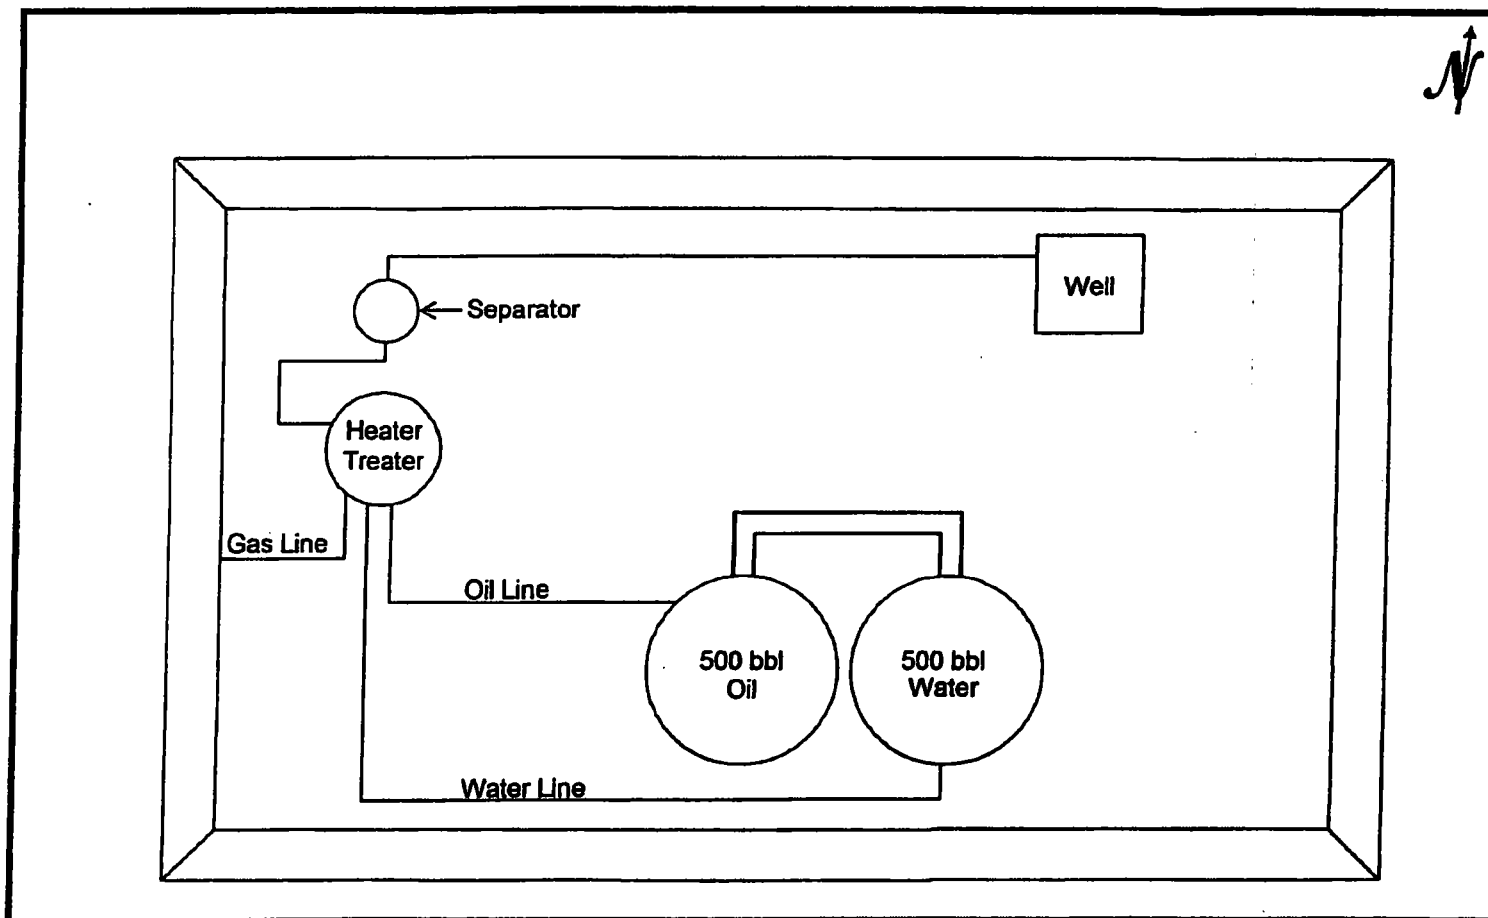 N
Well
Separator
Heater
Treater
Gas Line
Oil Line
500 bbl
Oil
500 bbl
Water
Water Line